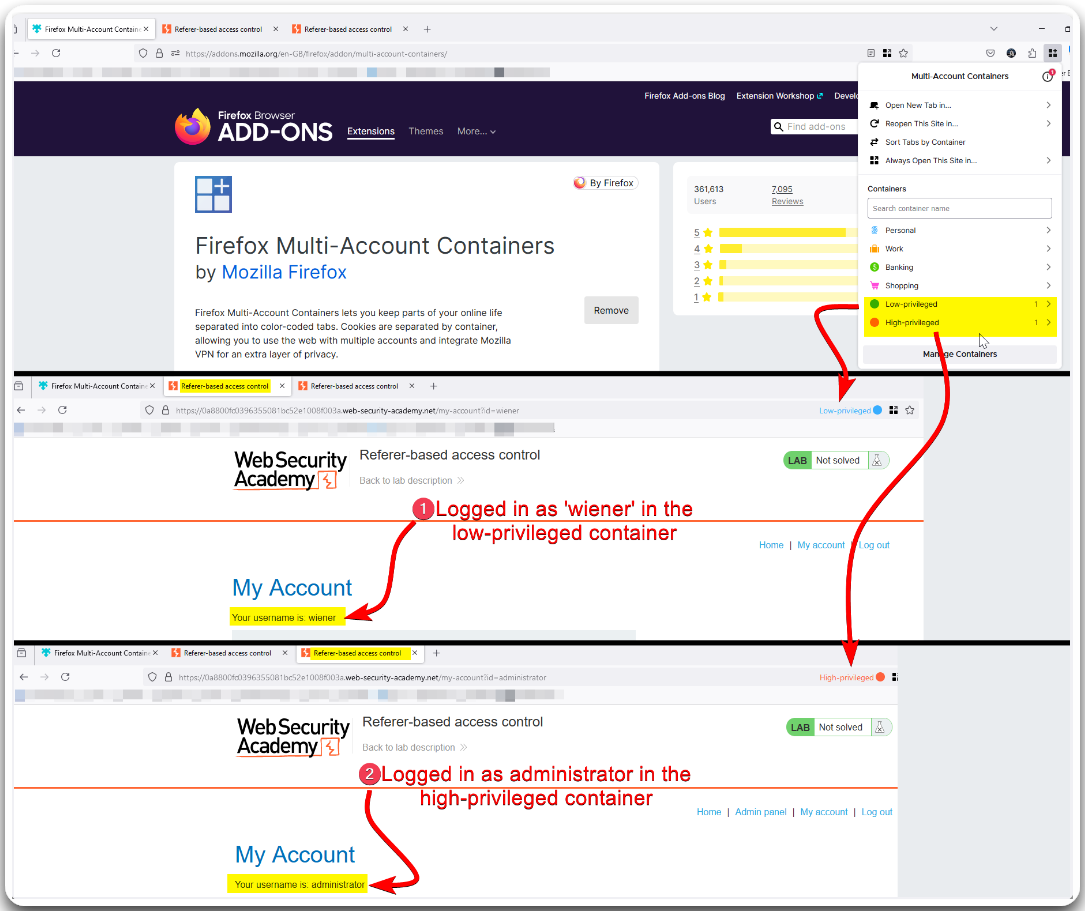 Firefox Multi-Account Containe
Referer-based access control
Referer-based access control
https://addons.mozilla.org/en-GB/firefox/addon/multi-account-containers/
Multi-Account Containers
Firefox Add-ons Blog
Extension Workshop
Develo
Firefox Browser
ADD-ONS
Extensions
Themes
More...
Find add-ons
Open New Tab in...
Reopen This Site in...
Sort Tabs by Container
Always Open This Site in...
Containers
Search container name
Personal
Work
Banking
Shopping
Low-privileged 1
High-privileged 1
Manage Containers
By Firefox
Firefox Multi-Account Containers
by Mozilla Firefox
Firefox Multi-Account Containers lets you keep parts of your online life
separated into color-coded tabs. Cookies are separated by container,
allowing you to use the web with multiple accounts and integrate Mozilla
VPN for an extra layer of privacy.
Remove
361,613
Users
7,095
Reviews
5
4
3
2
1
Firefox Multi-Account Containe
Referer-based access control
Referer-based access control
https://0a8800fc0396355081bc52e1008f003a.web-security-academy.net/my-account?id=wiener
Low-privileged
WebSecurity
Academy
Referer-based access control
Back to lab description
LAB Not solved
1 Logged in as 'wiener' in the
low-privileged container
Home | My account | Log out
My Account
Your username is: wiener
Firefox Multi-Account Containe
Referer-based access control
Referer-based access control
https://0a8800fc0396355081bc52e1008f003a.web-security-academy.net/my-account?id=administrator
High-privileged
WebSecurity
Academy
Referer-based access control
Back to lab description
LAB Not solved
2 Logged in as administrator in the
high-privileged container
Home | Admin panel | My account | Log out
My Account
Your username is: administrator